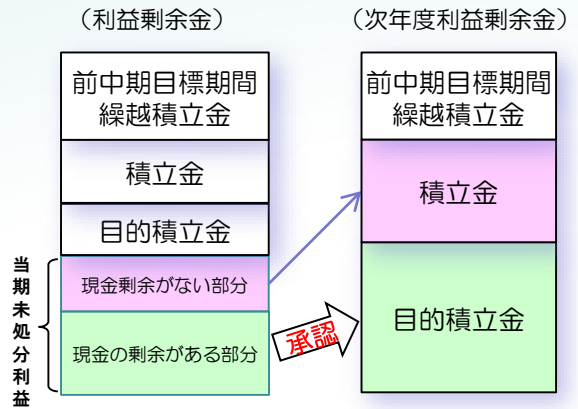 （利益剰余金）
前中期目標期間
繰越積立金
積立金
目的積立金
当期未処分利益
現金剰余がない部分
現金の剰余がある部分
承認
（次年度利益剰余金）
前中期目標期間
繰越積立金
積立金
目的積立金